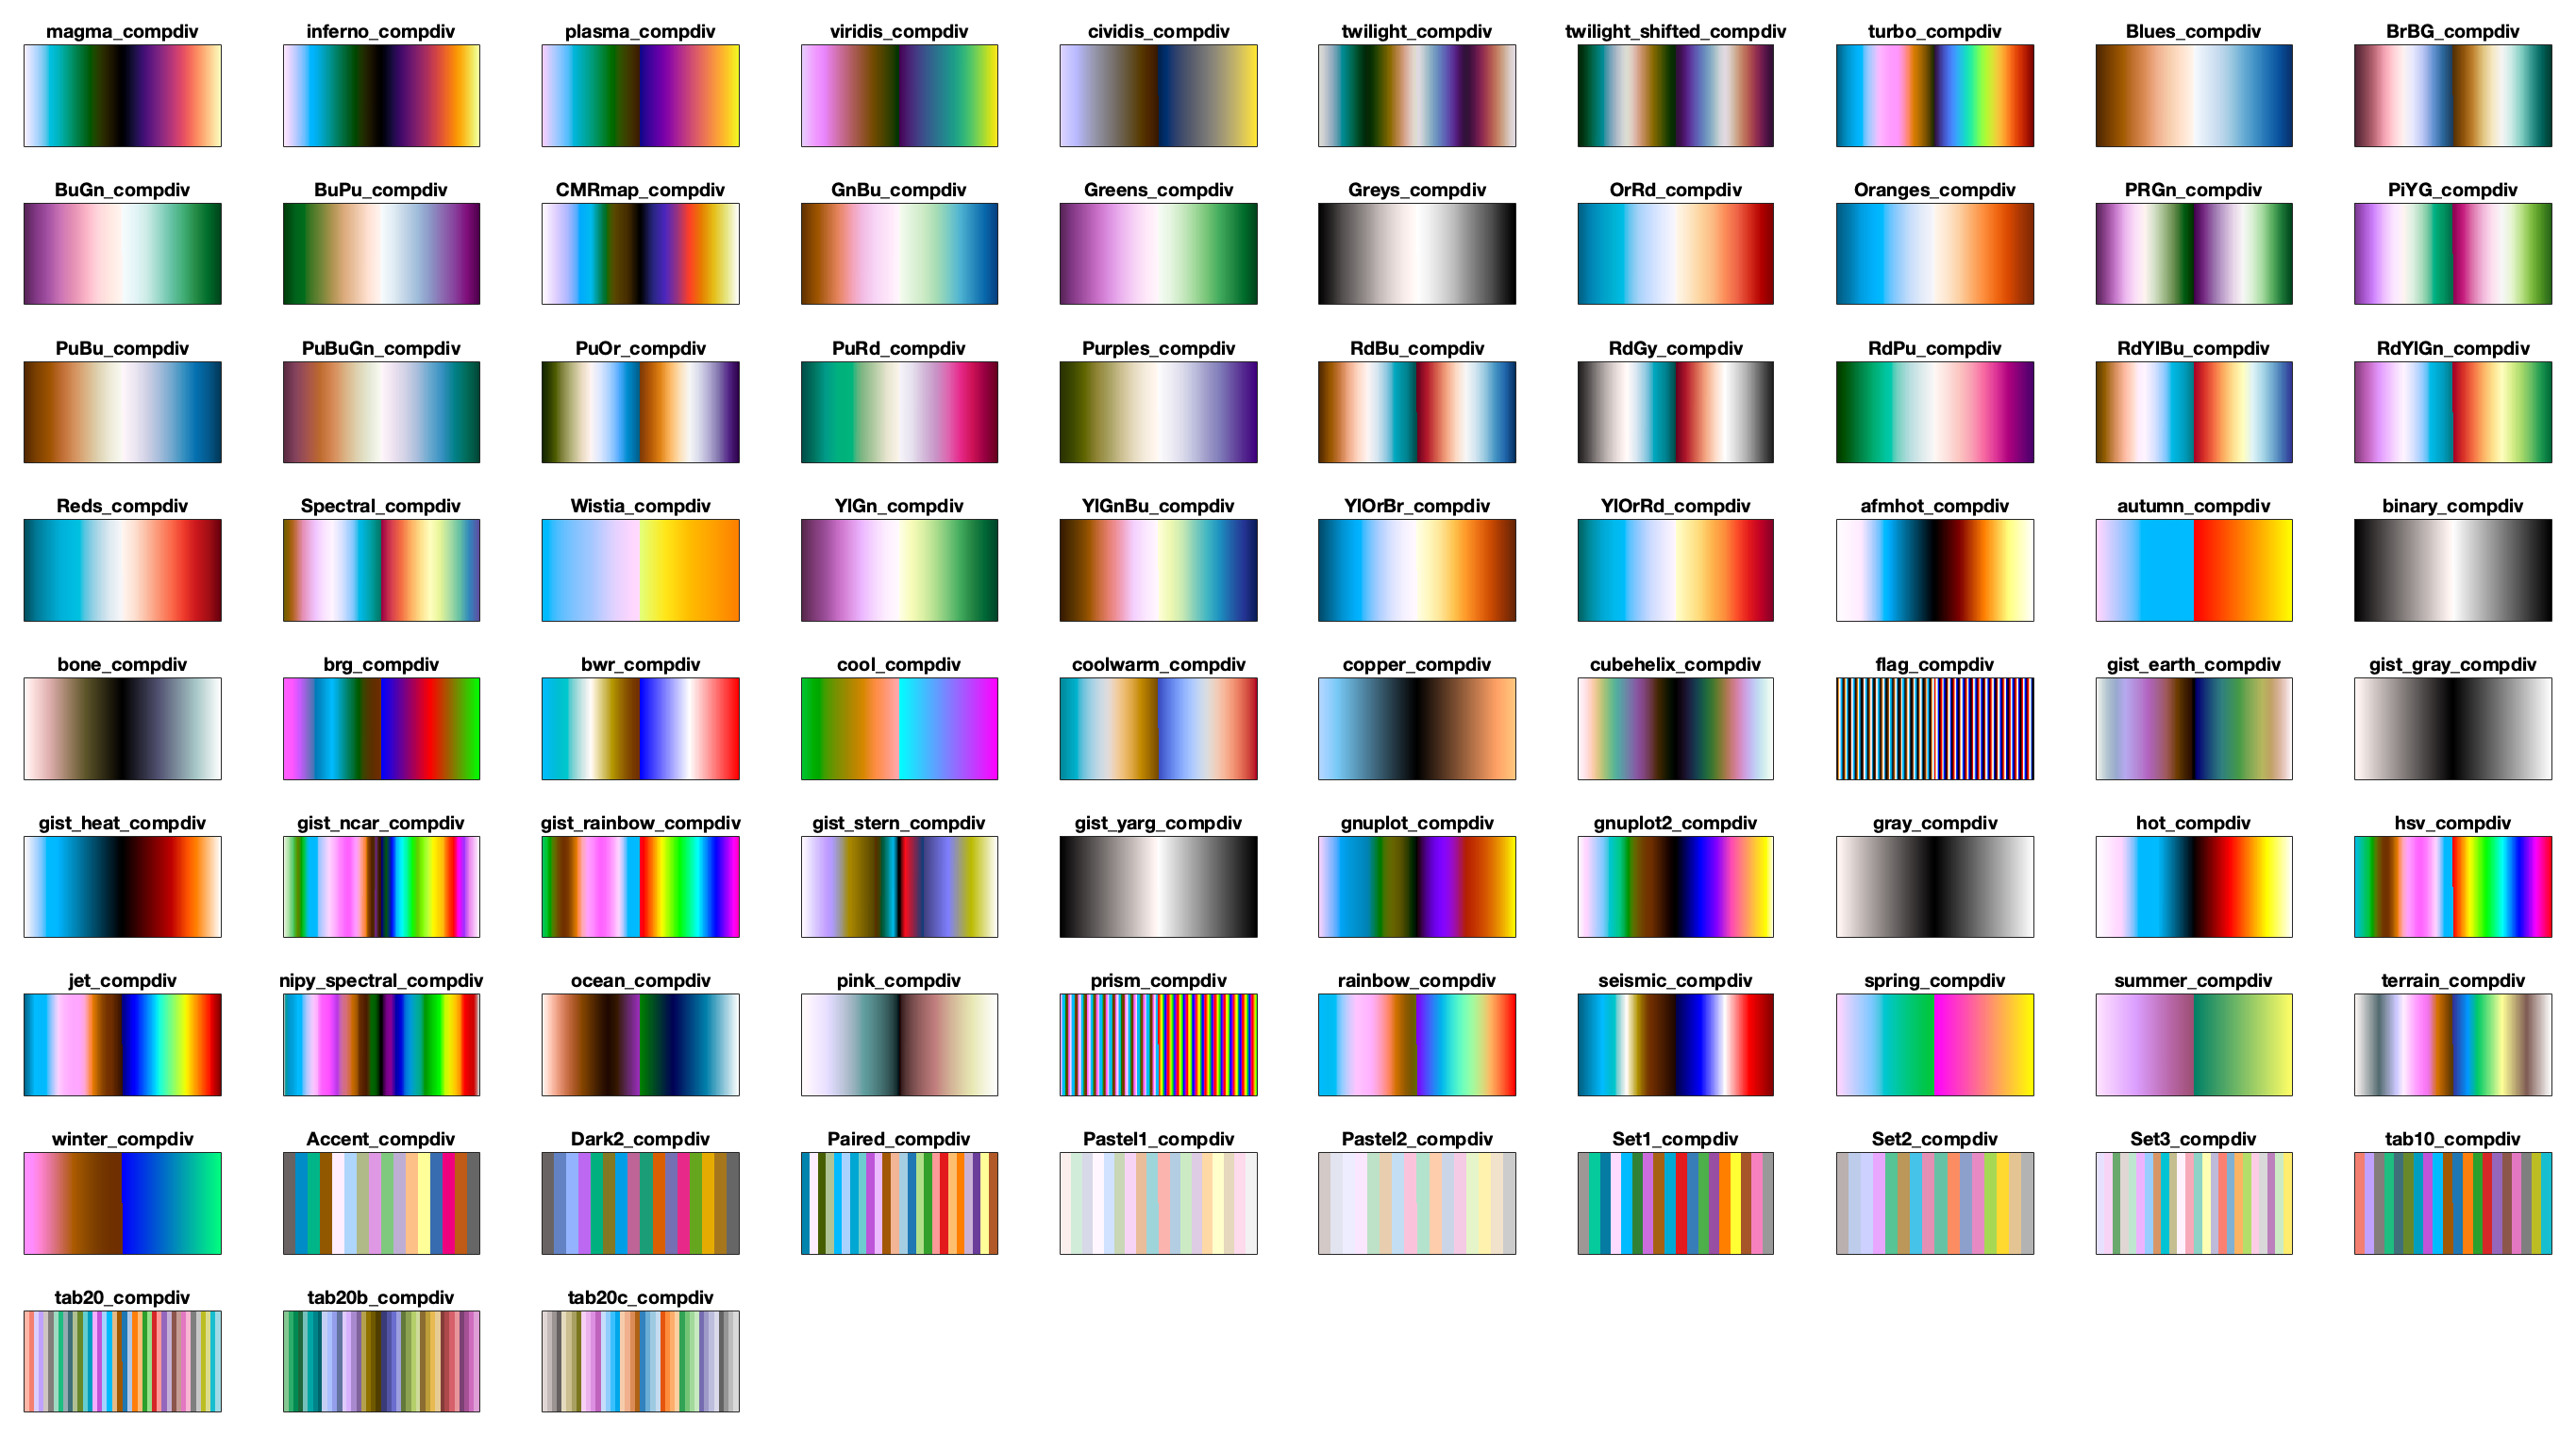 magma_compdiv inferno_compdiv plasma_compdiv viridis_compdiv cividis_compdiv twilight_compdiv twilight_shifted_compdiv turbo_compdiv Blues_compdiv BrBG_compdiv
BuGn_compdiv BuPu_compdiv CMRmap_compdiv GnBu_compdiv Greens_compdiv Greys_compdiv OrRd_compdiv Oranges_compdiv PRGn_compdiv PiYG_compdiv
PuBu_compdiv PuBuGn_compdiv PuOr_compdiv PuRd_compdiv Purples_compdiv RdBu_compdiv RdGy_compdiv RdPu_compdiv RdYlBu_compdiv RdYlGn_compdiv
Reds_compdiv Spectral_compdiv Wistia_compdiv YlGn_compdiv YlGnBu_compdiv YlOrBr_compdiv YlOrRd_compdiv afmhot_compdiv autumn_compdiv binary_compdiv
bone_compdiv brg_compdiv bwr_compdiv cool_compdiv coolwarm_compdiv copper_compdiv cubehelix_compdiv flag_compdiv gist_earth_compdiv gist_gray_compdiv
gist_heat_compdiv gist_ncar_compdiv gist_rainbow_compdiv gist_stern_compdiv gist_yarg_compdiv gnuplot_compdiv gnuplot2_compdiv gray_compdiv hot_compdiv hsv_compdiv
jet_compdiv nipy_spectral_compdiv ocean_compdiv pink_compdiv prism_compdiv rainbow_compdiv seismic_compdiv spring_compdiv summer_compdiv terrain_compdiv
winter_compdiv Accent_compdiv Dark2_compdiv Paired_compdiv Pastel1_compdiv Pastel2_compdiv Set1_compdiv Set2_compdiv Set3_compdiv tab10_compdiv
tab20_compdiv tab20b_compdiv tab20c_compdiv